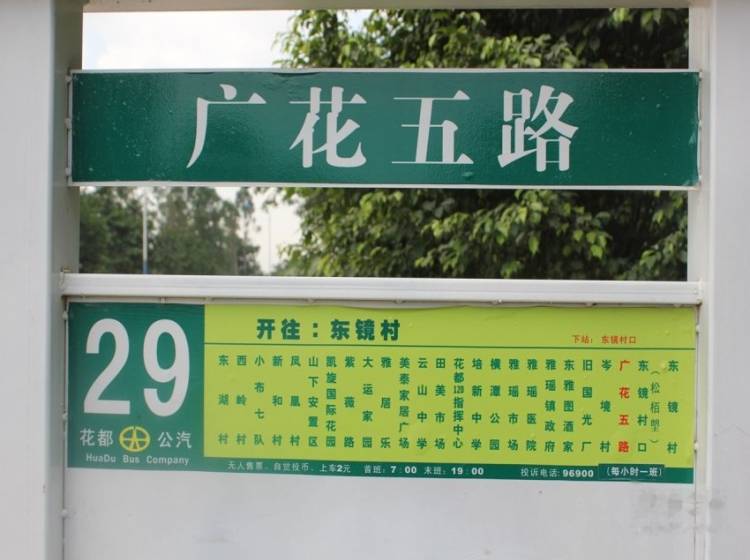 广花五路
29
花都 公汽
HuaDu Bus Company
开往：东镜村
下站：东镜村口
东湖村
西岭村
小布七队
新和村
凤凰村
山下安置区
凯旋国际花园
紫薇路
大运家园
雅居乐
美泰家居广场
云山中学
田美市场
花都120指挥中心
培新中学
横潭公园
雅瑶市场
雅瑶医院
雅瑶镇政府
东雅图酒家
旧国光厂
岑境村
广花五路
东镜村口
（松栢塱）
东镜村
无人售票、自觉投币、上车2元 首班：7：00 末班：19：00 投诉电话：96900 （每小时一班）